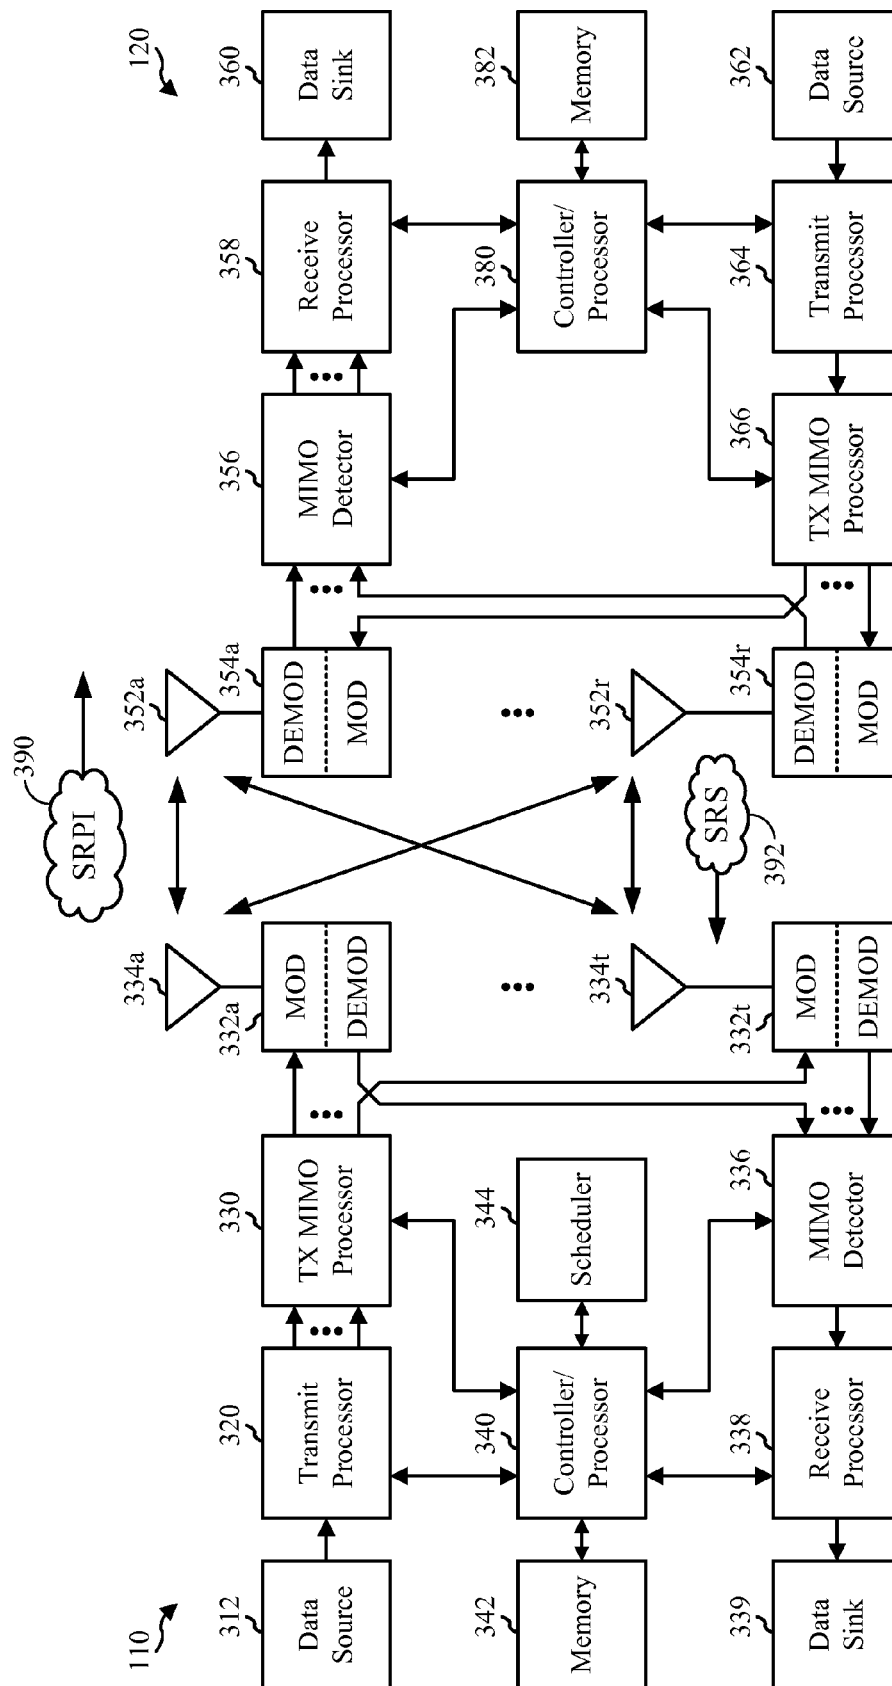 110
390
SRPI
120
312
Data
Source
320
Transmit
Processor
330
TX MIMO
Processor
•••
332a
334a
MOD
DEMOD
352a
354a
DEMOD
MOD
356
MIMO
Detector
358
Receive
Processor
360
Data
Sink
342
Memory
340
Controller/
Processor
344
Scheduler
380
Controller/
Processor
382
Memory
339
Data
Sink
338
Receive
Processor
336
MIMO
Detector
332t
334t
MOD
DEMOD
SRS
392
352r
354r
DEMOD
MOD
366
TX MIMO
Processor
364
Transmit
Processor
362
Data
Source